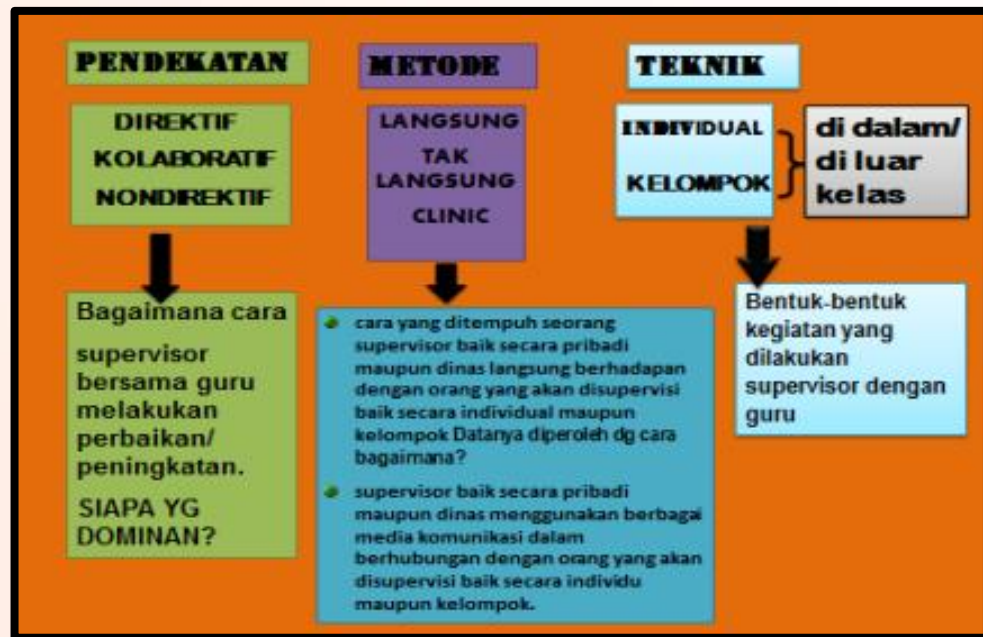 PENDEKATAN
DIREKTIF
KOLABORATIF
NONDIREKTIF
Bagaimana cara
supervisor
bersama guru
melakukan
perbaikan/
peningkatan.
SIAPA YG
DOMINAN?
METODE
LANGSUNG
TAK
LANGSUNG
CLINIC
cara yang ditempuh seorang
supervisor baik secara pribadi
maupun dinas langsung berhadapan
dengan orang yang akan disupervisi
baik secara individual maupun
kelompok Datanya diperoleh dg cara
bagaimana?
supervisor baik secara pribadi
maupun dinas menggunakan berbagai
media komunikasi dalam
berhubungan dengan orang yang akan
disupervisi baik secara individu
maupun kelompok.
TEKNIK
INDIVIDUAL
KELOMPOK
di dalam/
di luar
kelas
Bentuk-bentuk
kegiatan yang
dilakukan
supervisor dengan
guru